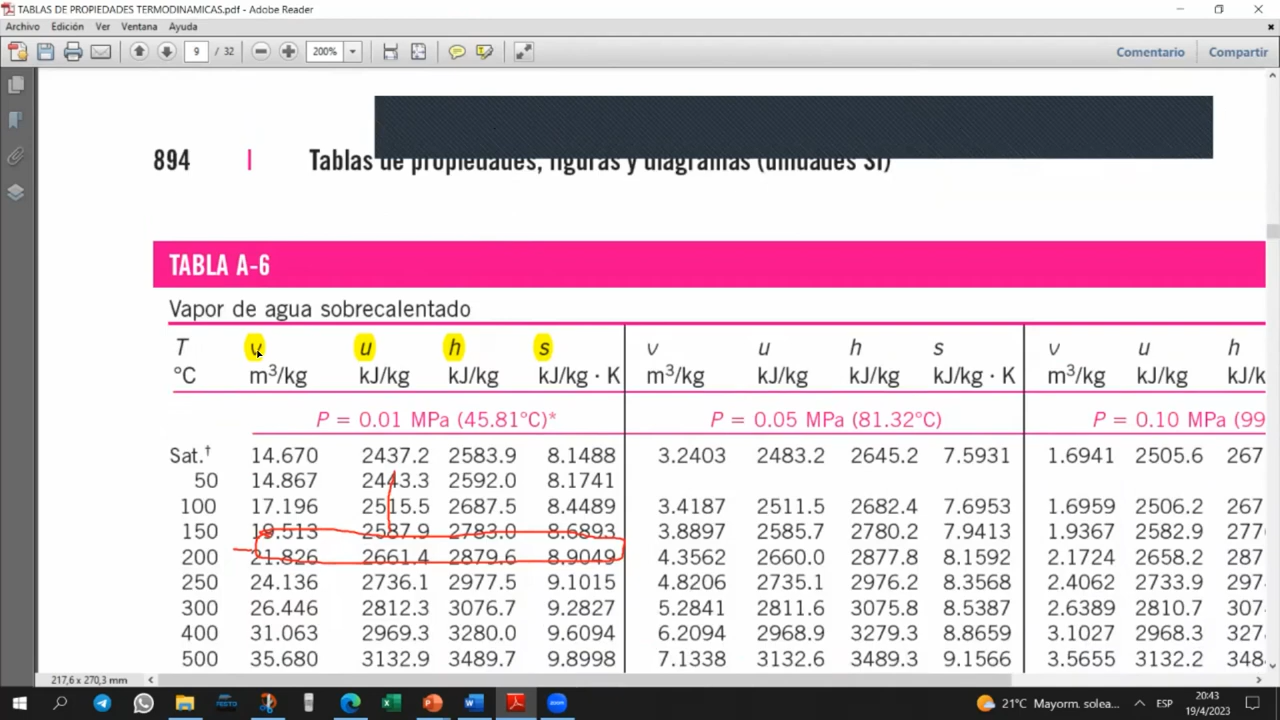 TABLAS DE PROPIEDADES TERMODINAMICAS.pdf - Adobe Reader
Archivo Edición Ver Ventana Ayuda
9 / 32 200% Comentario Compartir
894 | Tablas de propiedades, figuras y diagramas (unidades SI)
TABLA A-6
Vapor de agua sobrecalentado
T v u h s v u h s v u h
°C m³/kg kJ/kg kJ/kg kJ/kg · K m³/kg kJ/kg kJ/kg kJ/kg · K m³/kg kJ/kg kJ/k
P = 0.01 MPa (45.81°C)* P = 0.05 MPa (81.32°C) P = 0.10 MPa (99
Sat.† 14.670 2437.2 2583.9 8.1488 3.2403 2483.2 2645.2 7.5931 1.6941 2505.6 267
50 14.867 2443.3 2592.0 8.1741
100 17.196 2515.5 2687.5 8.4489 3.4187 2511.5 2682.4 7.6953 1.6959 2506.2 267
150 19.513 2587.9 2783.0 8.6893 3.8897 2585.7 2780.2 7.9413 1.9367 2582.9 277
200 21.826 2661.4 2879.6 8.9049 4.3562 2660.0 2877.8 8.1592 2.1724 2658.2 287
250 24.136 2736.1 2977.5 9.1015 4.8206 2735.1 2976.2 8.3568 2.4062 2733.9 297
300 26.446 2812.3 3076.7 9.2827 5.2841 2811.6 3075.8 8.5387 2.6389 2810.7 307
400 31.063 2969.3 3280.0 9.6094 6.2094 2968.9 3279.3 8.8659 3.1027 2968.3 327
500 35.680 3132.9 3489.7 9.8998 7.1338 3132.6 3489.3 9.1566 3.5655 3132.2 348
217,6 x 270,3 mm
21°C Mayorm. solea... ESP 20:43
19/4/2023